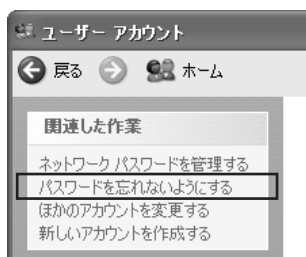 ユーザー アカウント
戻る ホーム
関連した作業
ネットワーク パスワードを管理する
パスワードを忘れないようにする
ほかのアカウントを変更する
新しいアカウントを作成する